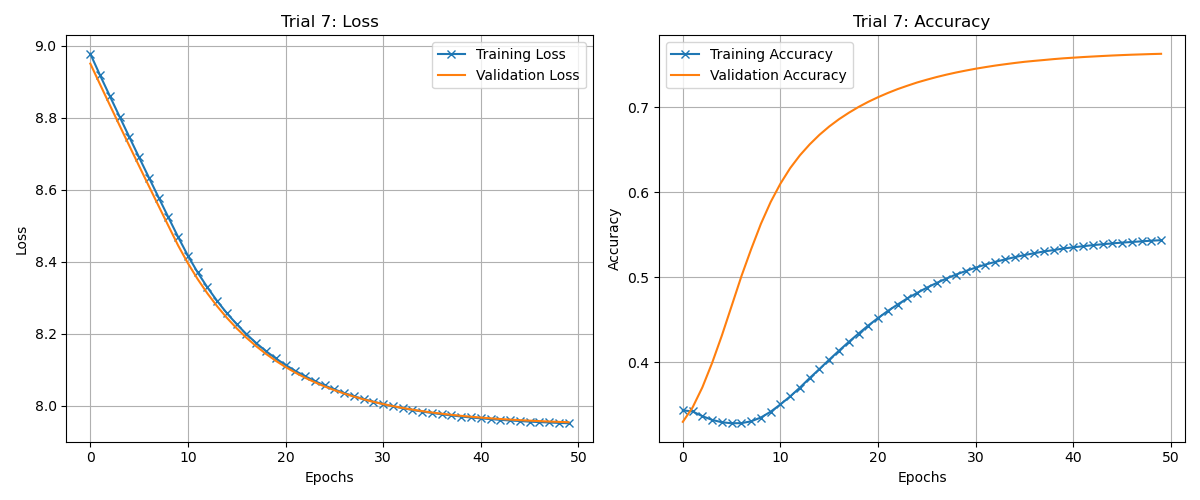 Trial 7: Loss
9.0
8.8
8.6
8.4
8.2
8.0
Loss
0
10
20
30
40
50
Epochs
Training Loss
Validation Loss
Trial 7: Accuracy
0.7
0.6
0.5
0.4
Accuracy
0
10
20
30
40
50
Epochs
Training Accuracy
Validation Accuracy